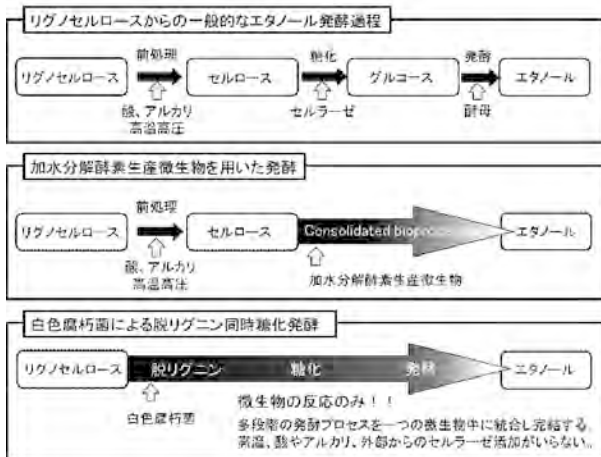 リグノセルロースからの一般的なエタノール発酵過程
前処理
糖化
発酵
リグノセルロース
セルロース
グルコース
エタノール
酸、アルカリ
高温高圧
セルラーゼ
酵母
加水分解酵素生産微生物を用いた発酵
前処理
リグノセルロース
セルロース
Consolidated bioprocess
エタノール
酸、アルカリ
高温高圧
加水分解酵素生産微生物
白色腐朽菌による脱リグニン同時糖化発酵
リグノセルロース
脱リグニン
糖化
発酵
エタノール
白色腐朽菌
微生物の反応のみ！！
多段階の発酵プロセスを一つの微生物中に統合し完結する。
高温、酸やアルカリ、外部からのセルラーゼ添加がいらない。